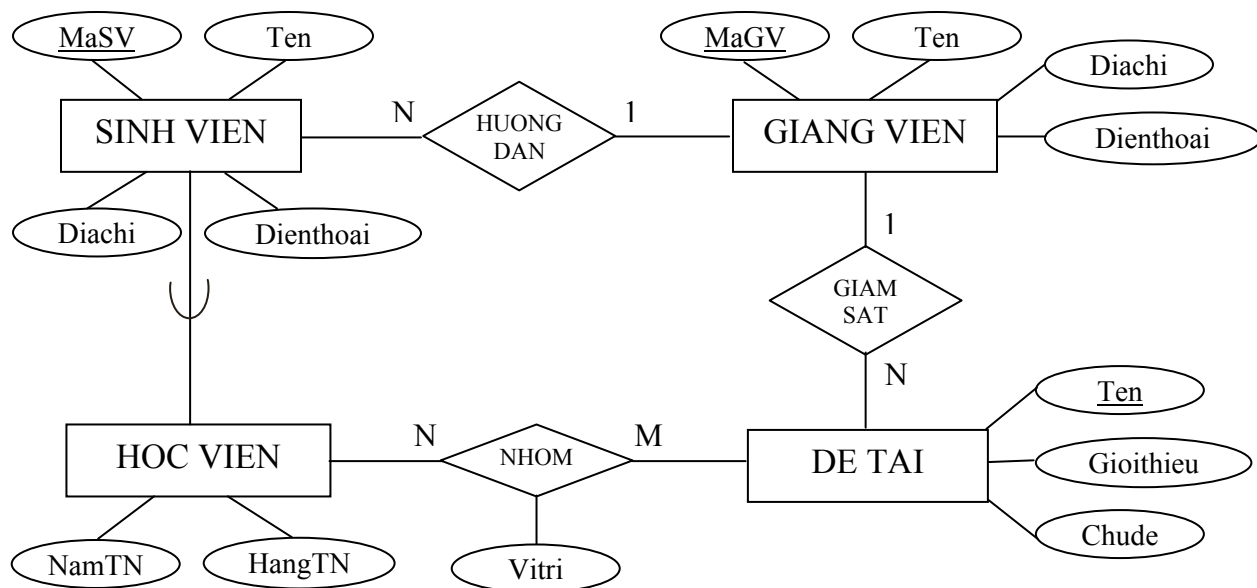 MaSV
Ten
MaGV
Ten
Diachi
SINH VIEN
N
HUONG
DAN
1
GIANG VIEN
Dienthoai
Diachi
Dienthoai
1
GIAM
SAT
N
Ten
HOC VIEN
N
NHOM
M
DE TAI
Gioithieu
NamTN
HangTN
Vitri
Chude